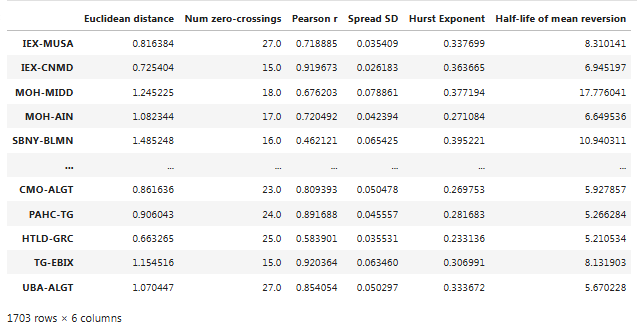 Euclidean distance Num zero-crossings Pearson r Spread SD Hurst Exponent Half-life of mean reversion
IEX-MUSA 0.816384 27.0 0.718885 0.035409 0.337699 8.310141
IEX-CNMD 0.725404 15.0 0.919673 0.026183 0.363665 6.945197
MOH-MIDD 1.245225 18.0 0.676203 0.078861 0.377194 17.776041
MOH-AIN 1.082344 17.0 0.720492 0.042394 0.271084 6.649536
SBNY-BLMN 1.485248 16.0 0.462121 0.065425 0.395221 10.940311
... ... ... ... ... ... ...
CMO-ALGT 0.861636 23.0 0.809393 0.050478 0.269753 5.927857
PAHC-TG 0.906043 24.0 0.891688 0.045557 0.281683 5.266284
HTLD-GRC 0.663265 25.0 0.583901 0.035531 0.233136 5.210534
TG-EBIX 1.154516 15.0 0.920364 0.063460 0.306991 8.131903
UBA-ALGT 1.070447 27.0 0.854054 0.050297 0.333672 5.670228
1703 rows × 6 columns